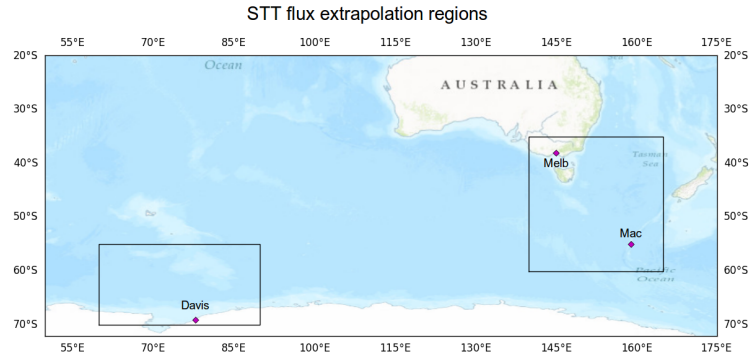 STT flux extrapolation regions
55°E 70°E 85°E 100°E 115°E 130°E 145°E 160°E 175°E
20°S 20°S
Ocean
Sea
AUSTRALIA
30°S 30°S
Tasman
40°S Melb Sea 40°S
50°S 50°S
Mac
60°S Pacific 60°S
Ocean
Davis
70°S 70°S
55°E 70°E 85°E 100°E 115°E 130°E 145°E 160°E 175°E